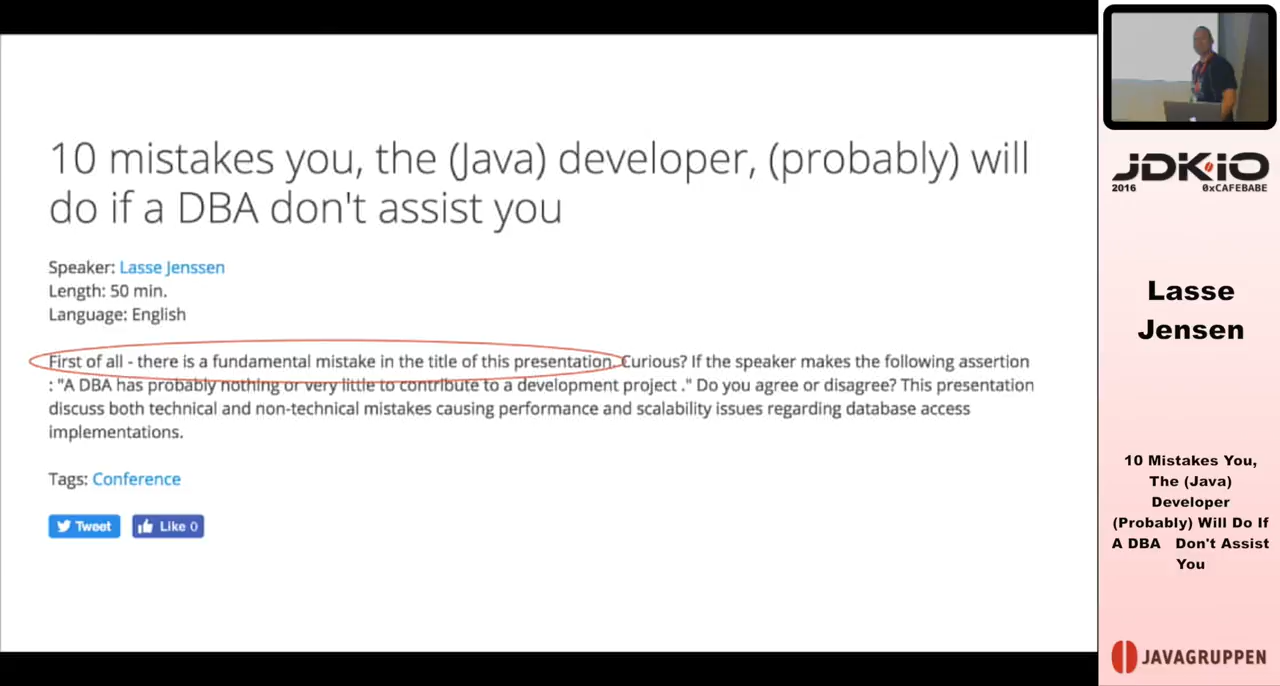 10 mistakes you, the (Java) developer, (probably) will
do if a DBA don't assist you
Speaker: Lasse Jenssen
Length: 50 min.
Language: English
First of all - there is a fundamental mistake in the title of this presentation. Curious? If the speaker makes the following assertion
: "A DBA has probably nothing or very little to contribute to a development project ." Do you agree or disagree? This presentation
discuss both technical and non-technical mistakes causing performance and scalability issues regarding database access
implementations.
Tags: Conference
Tweet
Like 0
JDKIO
2016 0xCAFEBABE
Lasse
Jensen
10 Mistakes You,
The (Java)
Developer
(Probably) Will Do If
A DBA Don't Assist
You
JAVAGRUPPEN